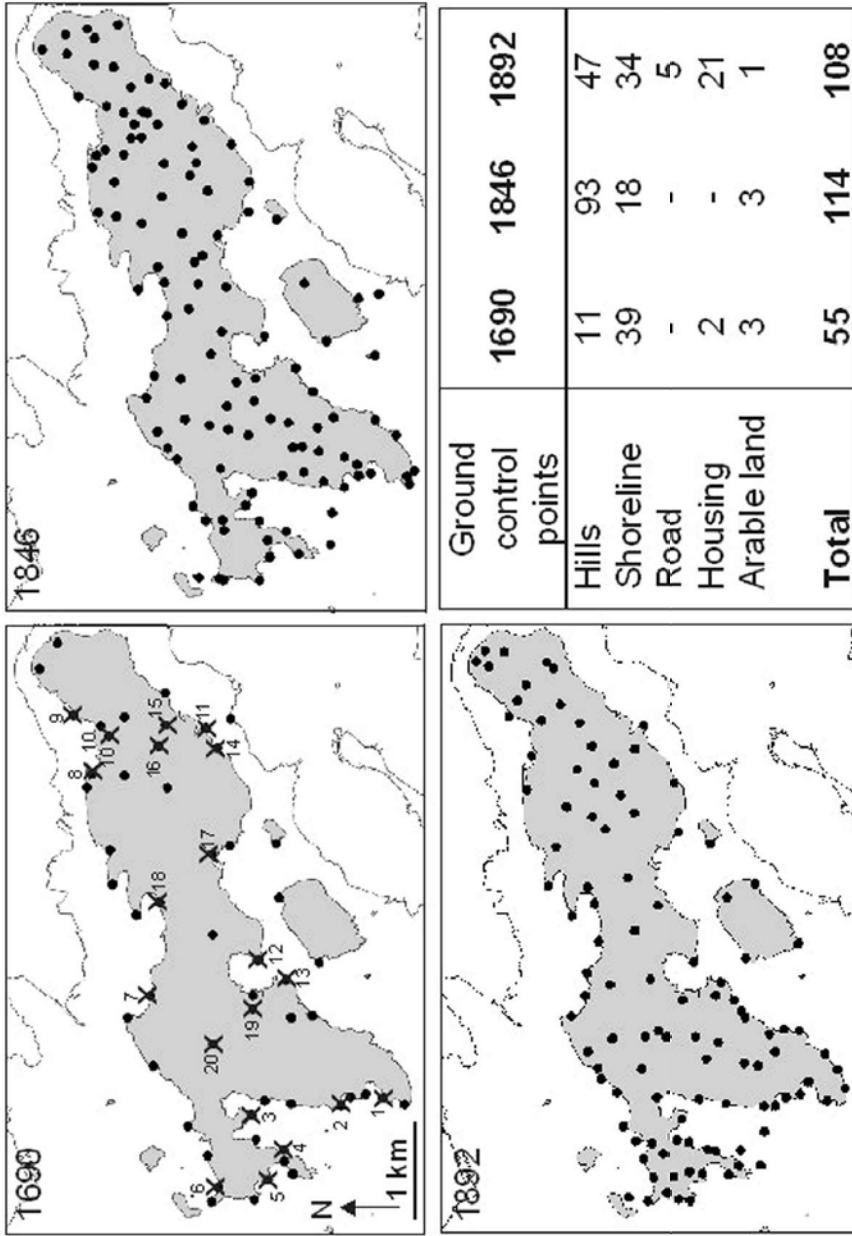 1690
9
8
10
10
7
18
16
15
6
20
17
11
14
3
19
12
5
4
13
2
1
N
1 km
1846
1892
Ground control points 1690 1846 1892
Hills 11 93 47
Shoreline 39 18 34
Road - - 5
Housing 2 - 21
Arable land 3 3 1
Total 55 114 108